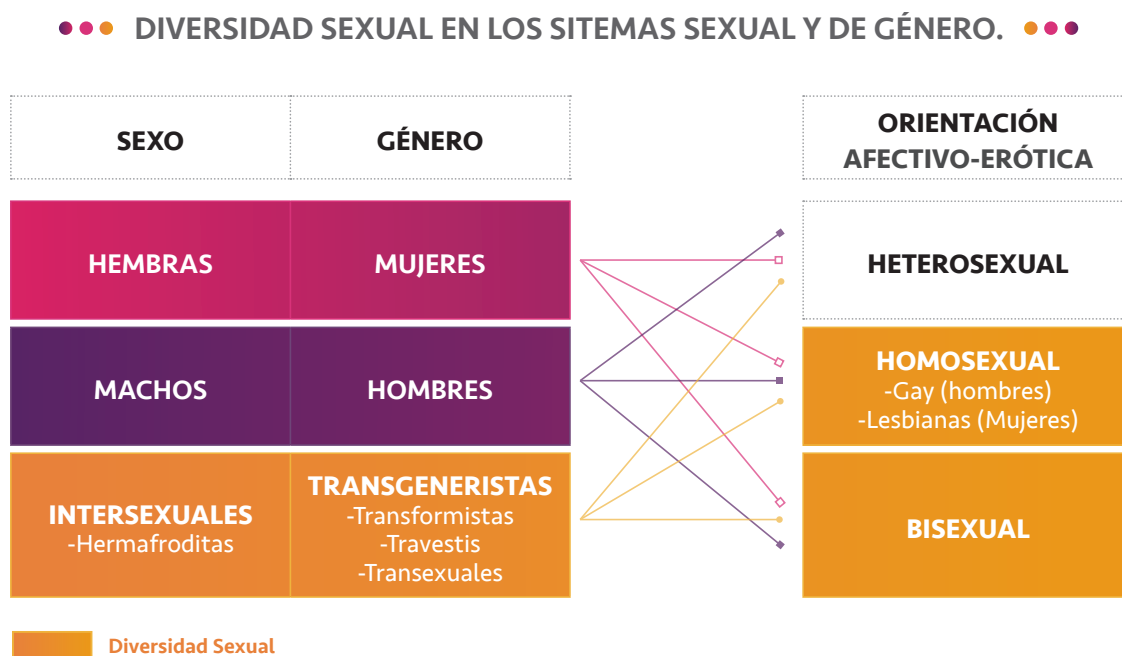 DIVERSIDAD SEXUAL EN LOS SITEMAS SEXUAL Y DE GÉNERO.
SEXO
GÉNERO
ORIENTACIÓN
AFECTIVO-ERÓTICA
HEMBRAS
MUJERES
HETEROSEXUAL
MACHOS
HOMBRES
HOMOSEXUAL
-Gay (hombres)
-Lesbianas (Mujeres)
INTERSEXUALES
-Hermafroditas
TRANSGENERISTAS
-Transformistas
-Travestis
-Transexuales
BISEXUAL
Diversidad Sexual